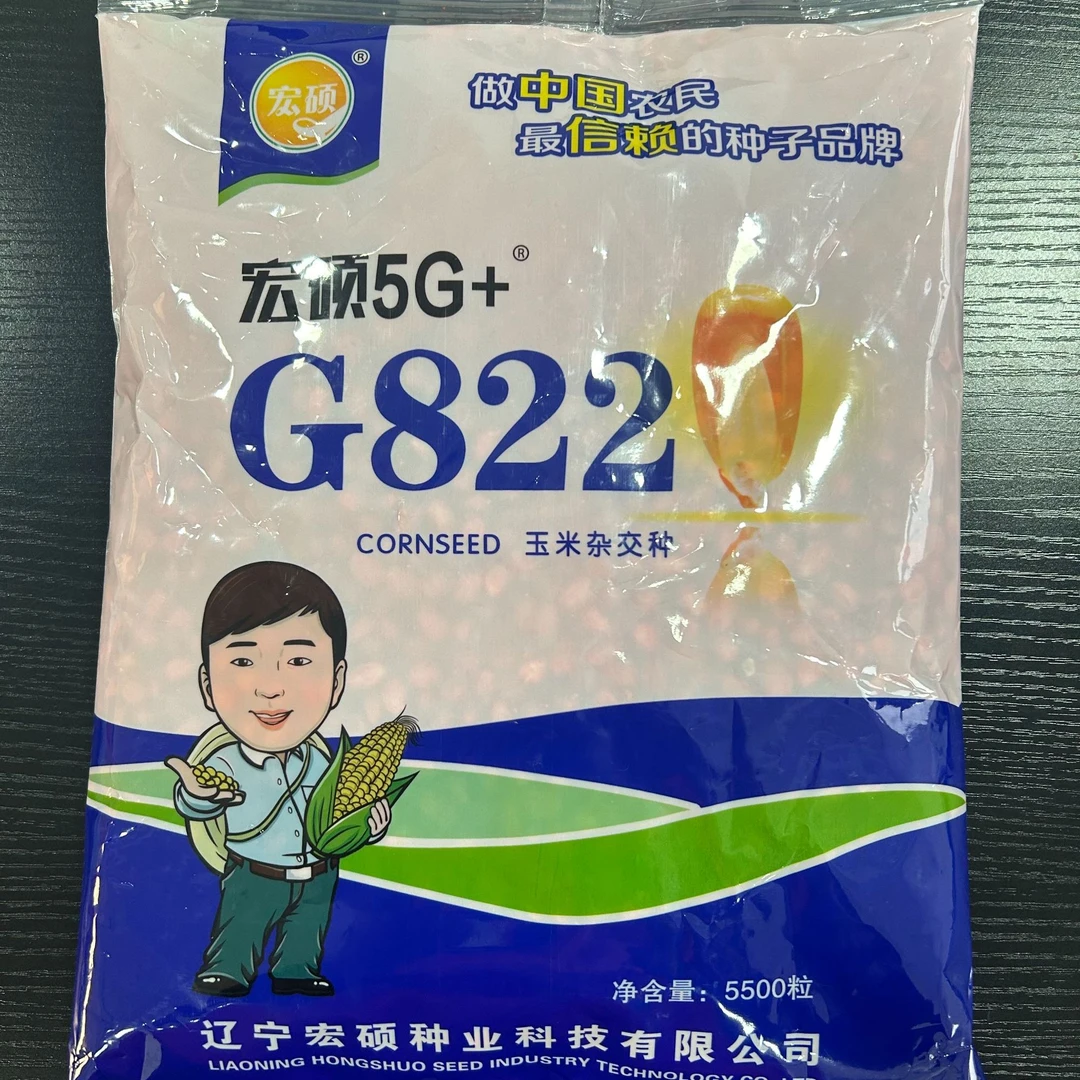 宏硕®
做中国农民
最信赖的种子品牌
宏硕5G+®
G822
CORNSEED 玉米杂交种
净含量：5500粒
辽宁宏硕种业科技有限公司
LIAONING HONGSHUO SEED INDUSTRY TECHNOLOGY CO.,LTD